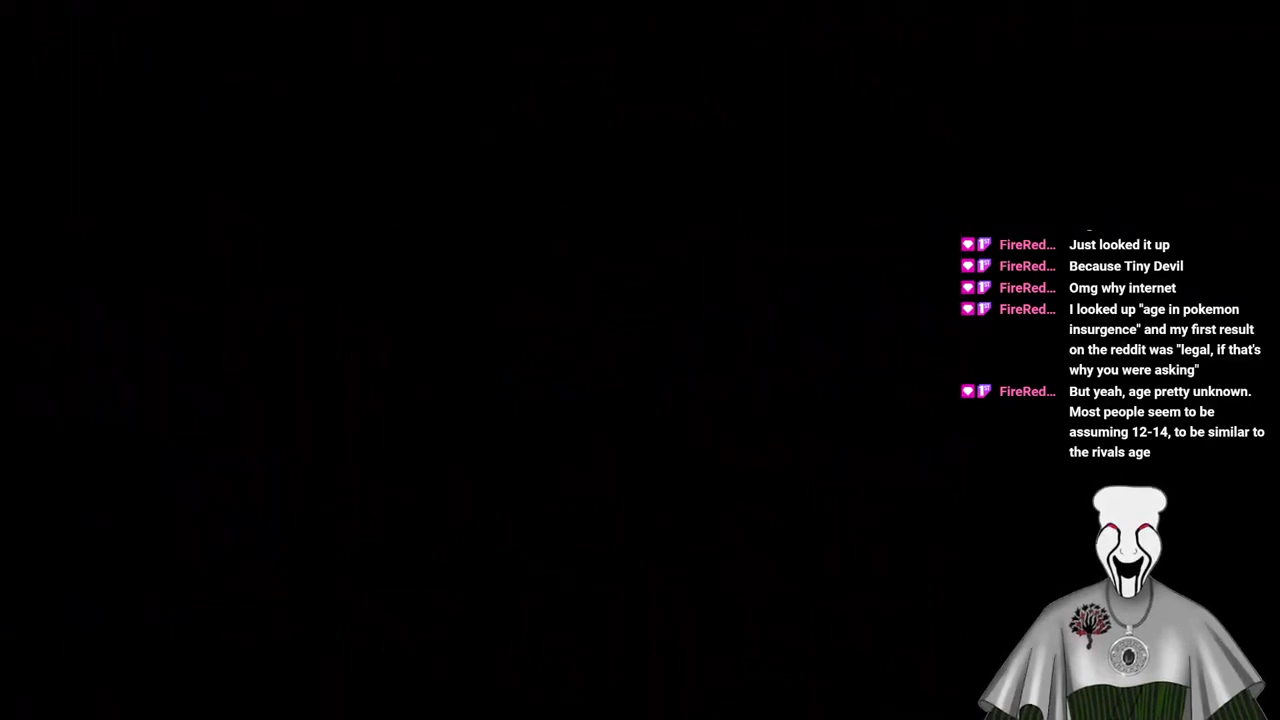 FireRed... Just looked it up
FireRed... Because Tiny Devil
FireRed... Omg why internet
FireRed... I looked up "age in pokemon
insurgence" and my first result
on the reddit was "legal, if that's
why you were asking"
FireRed... But yeah, age pretty unknown.
Most people seem to be
assuming 12-14, to be similar to
the rivals age